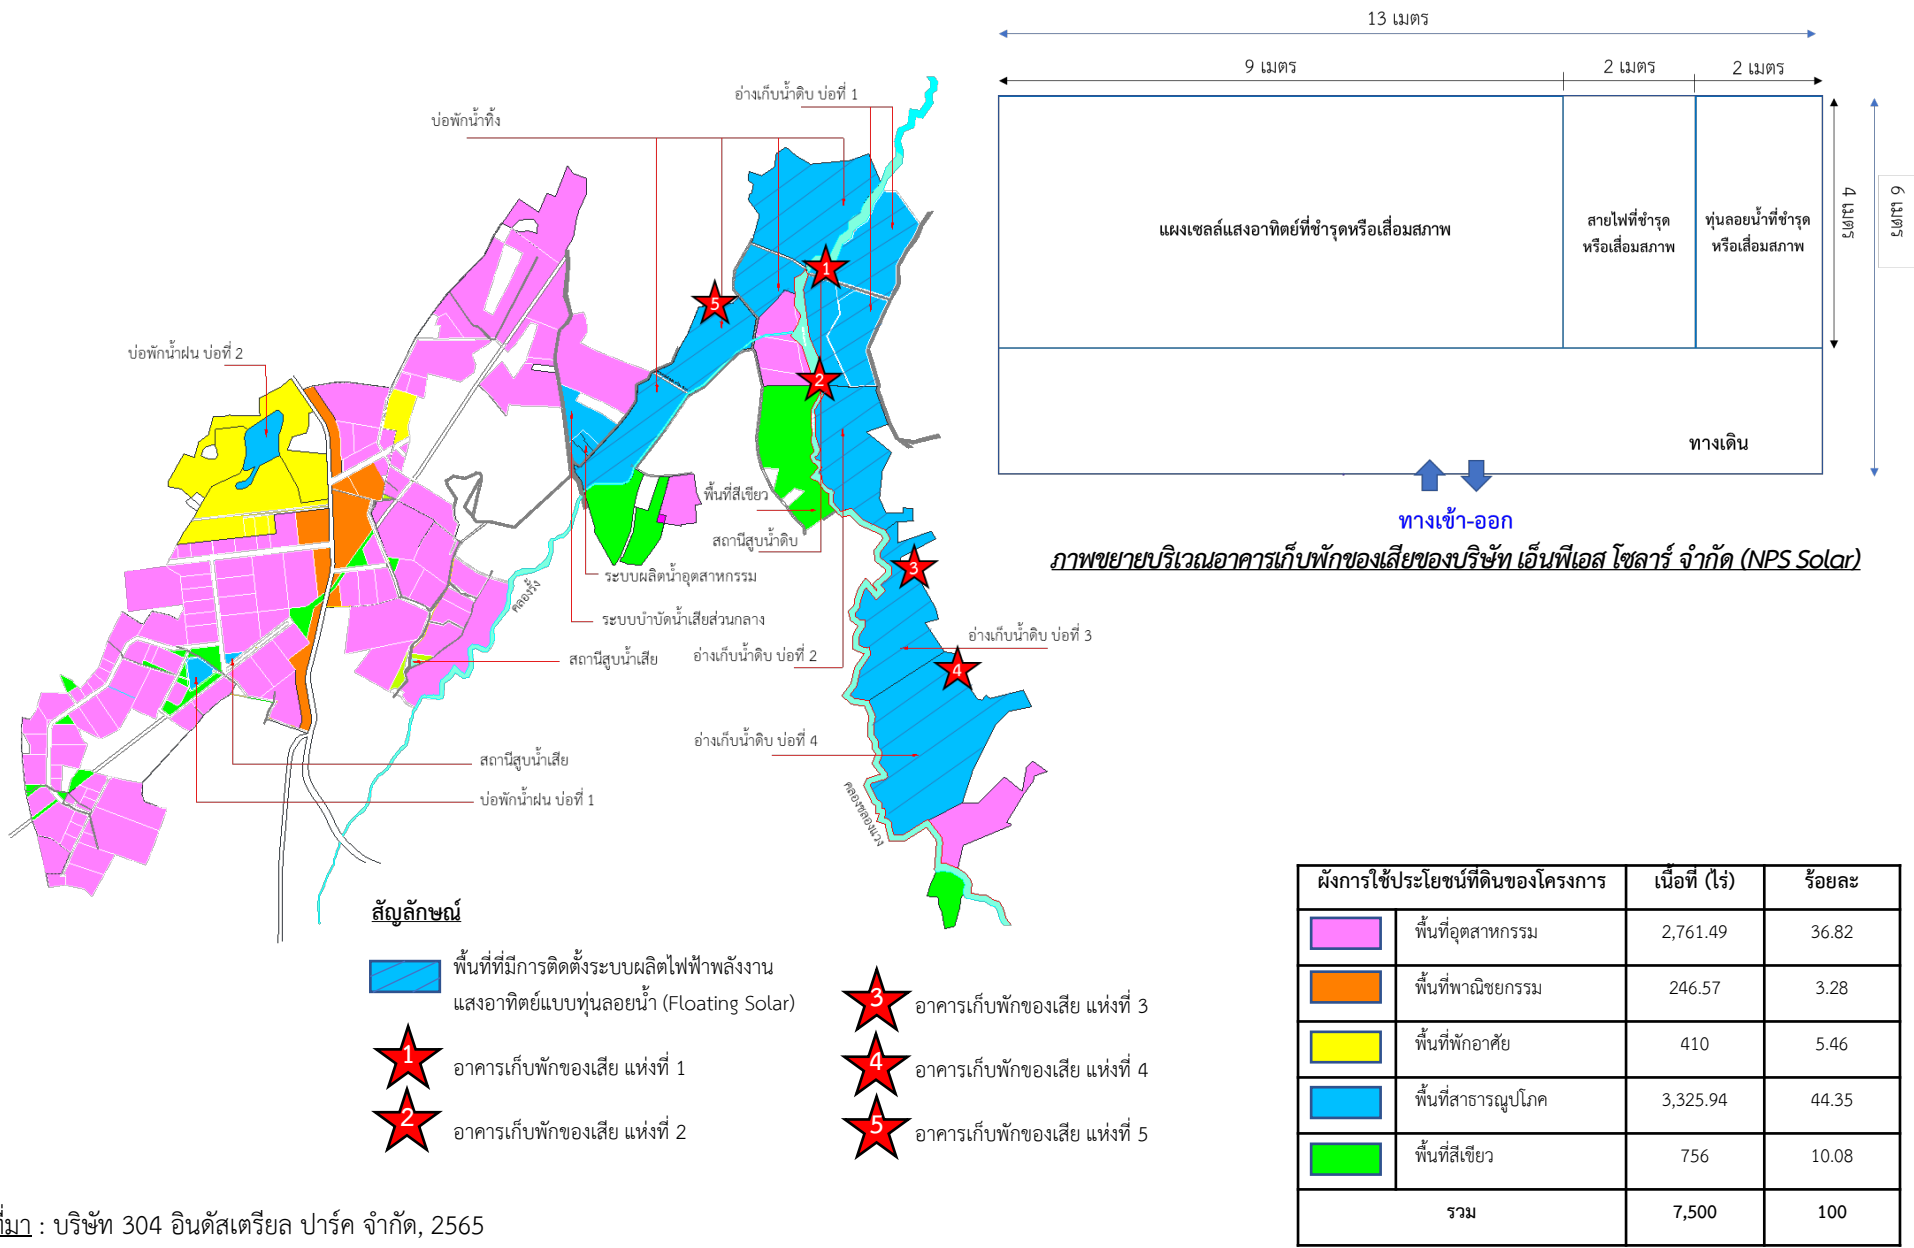 13 เมตร
9 เมตร
2 เมตร
2 เมตร
4 เมตร
6 เมตร
แผงเซลล์แสงอาทิตย์ที่ชำรุดหรือเสื่อมสภาพ
สายไฟที่ชำรุด
หรือเสื่อมสภาพ
ทุ่นลอยน้ำที่ชำรุด
หรือเสื่อมสภาพ
ทางเดิน
ทางเข้า-ออก
ภาพขยายบริเวณอาคารเก็บพักของเสียของบริษัท เอ็นพีเอส โซลาร์ จำกัด (NPS Solar)
อ่างเก็บน้ำดิบ บ่อที่ 1
บ่อพักน้ำทิ้ง
1
5
บ่อพักน้ำฝน บ่อที่ 2
2
พื้นที่สีเขียว
สถานีสูบน้ำดิบ
3
ระบบผลิตน้ำอุตสาหกรรม
คลองรั้ง
ระบบบำบัดน้ำเสียส่วนกลาง
อ่างเก็บน้ำดิบ บ่อที่ 3
สถานีสูบน้ำเสีย
อ่างเก็บน้ำดิบ บ่อที่ 2
4
อ่างเก็บน้ำดิบ บ่อที่ 4
สถานีสูบน้ำเสีย
บ่อพักน้ำฝน บ่อที่ 1
คลองชลองแวง
สัญลักษณ์
พื้นที่ที่มีการติดตั้งระบบผลิตไฟฟ้าพลังงาน
แสงอาทิตย์แบบทุ่นลอยน้ำ (Floating Solar)
1 อาคารเก็บพักของเสีย แห่งที่ 1
2 อาคารเก็บพักของเสีย แห่งที่ 2
3 อาคารเก็บพักของเสีย แห่งที่ 3
4 อาคารเก็บพักของเสีย แห่งที่ 4
5 อาคารเก็บพักของเสีย แห่งที่ 5
ผังการใช้ประโยชน์ที่ดินของโครงการ เนื้อที่ (ไร่) ร้อยละ
พื้นที่อุตสาหกรรม 2,761.49 36.82
พื้นที่พาณิชยกรรม 246.57 3.28
พื้นที่พักอาศัย 410 5.46
พื้นที่สาธารณูปโภค 3,325.94 44.35
พื้นที่สีเขียว 756 10.08
รวม 7,500 100
ที่มา : บริษัท 304 อินดัสเตรียล ปาร์ค จำกัด, 2565